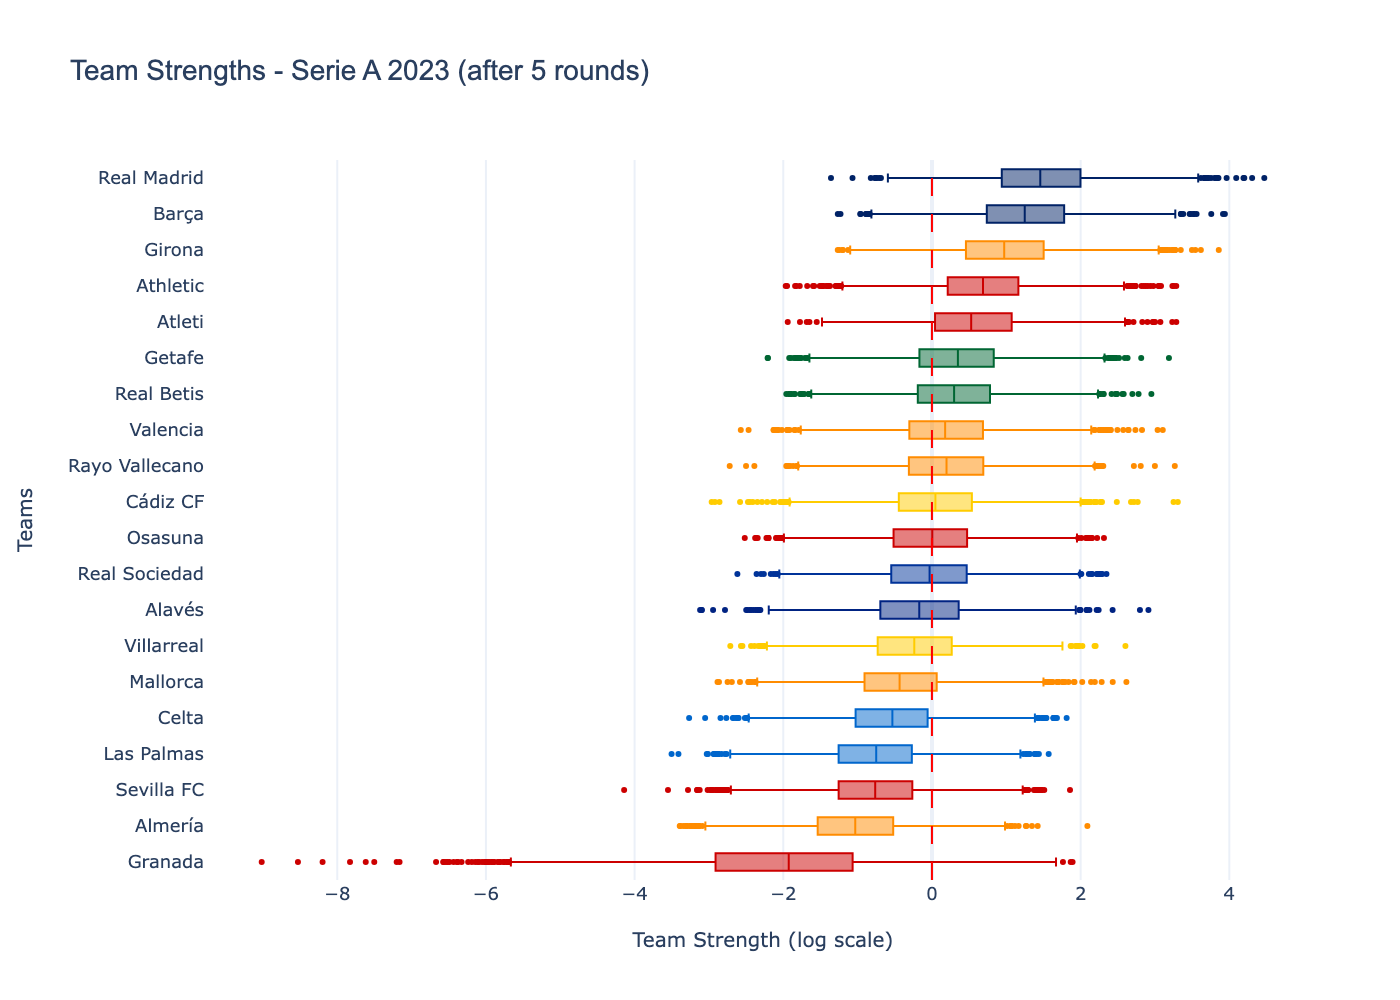 Team Strengths - Serie A 2023 (after 5 rounds)
Real Madrid
Barça
Girona
Athletic
Atleti
Getafe
Real Betis
Valencia
Rayo Vallecano
Cádiz CF
Osasuna
Real Sociedad
Alavés
Villarreal
Mallorca
Celta
Las Palmas
Sevilla FC
Almería
Granada
Teams
−8 −6 −4 −2 0 2 4
Team Strength (log scale)